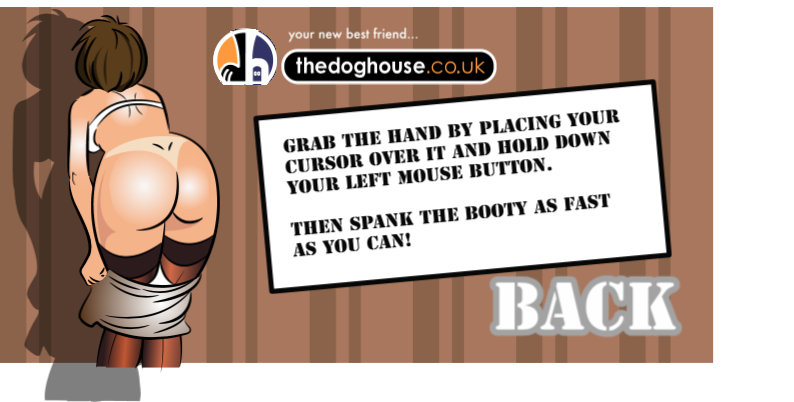 your new best friend...
thedoghouse.co.uk
GRAB THE HAND BY PLACING YOUR
CURSOR OVER IT AND HOLD DOWN
YOUR LEFT MOUSE BUTTON.
THEN SPANK THE BOOTY AS FAST
AS YOU CAN!
BACK